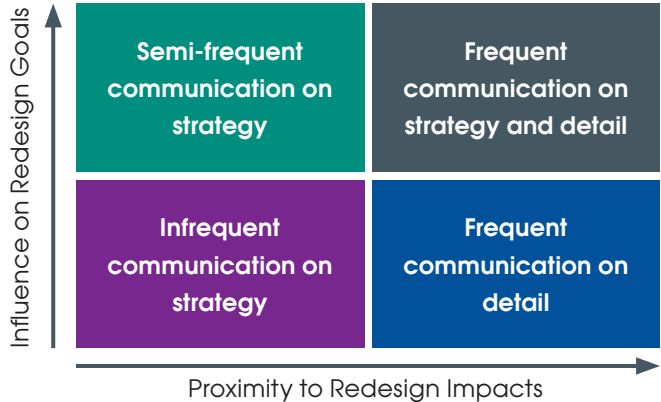 Influence on Redesign Goals
Semi-frequent
communication on
strategy
Frequent
communication on
strategy and detail
Infrequent
communication on
strategy
Frequent
communication on
detail
Proximity to Redesign Impacts